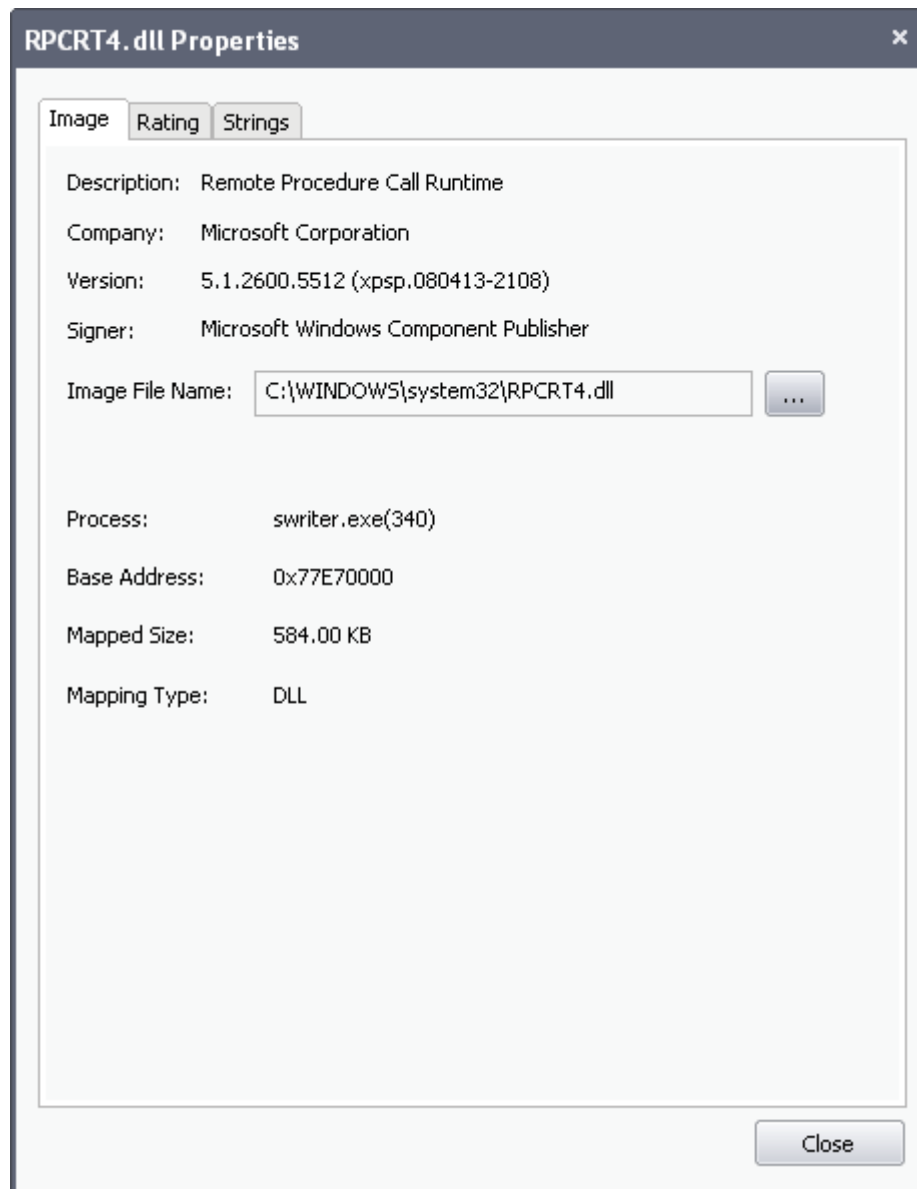 RPCRT4.dll Properties ×
Image Rating Strings
Description: Remote Procedure Call Runtime
Company: Microsoft Corporation
Version: 5.1.2600.5512 (xpsp.080413-2108)
Signer: Microsoft Windows Component Publisher
Image File Name: C:\WINDOWS\system32\RPCRT4.dll ...
Process: swriter.exe(340)
Base Address: 0x77E70000
Mapped Size: 584.00 KB
Mapping Type: DLL
Close